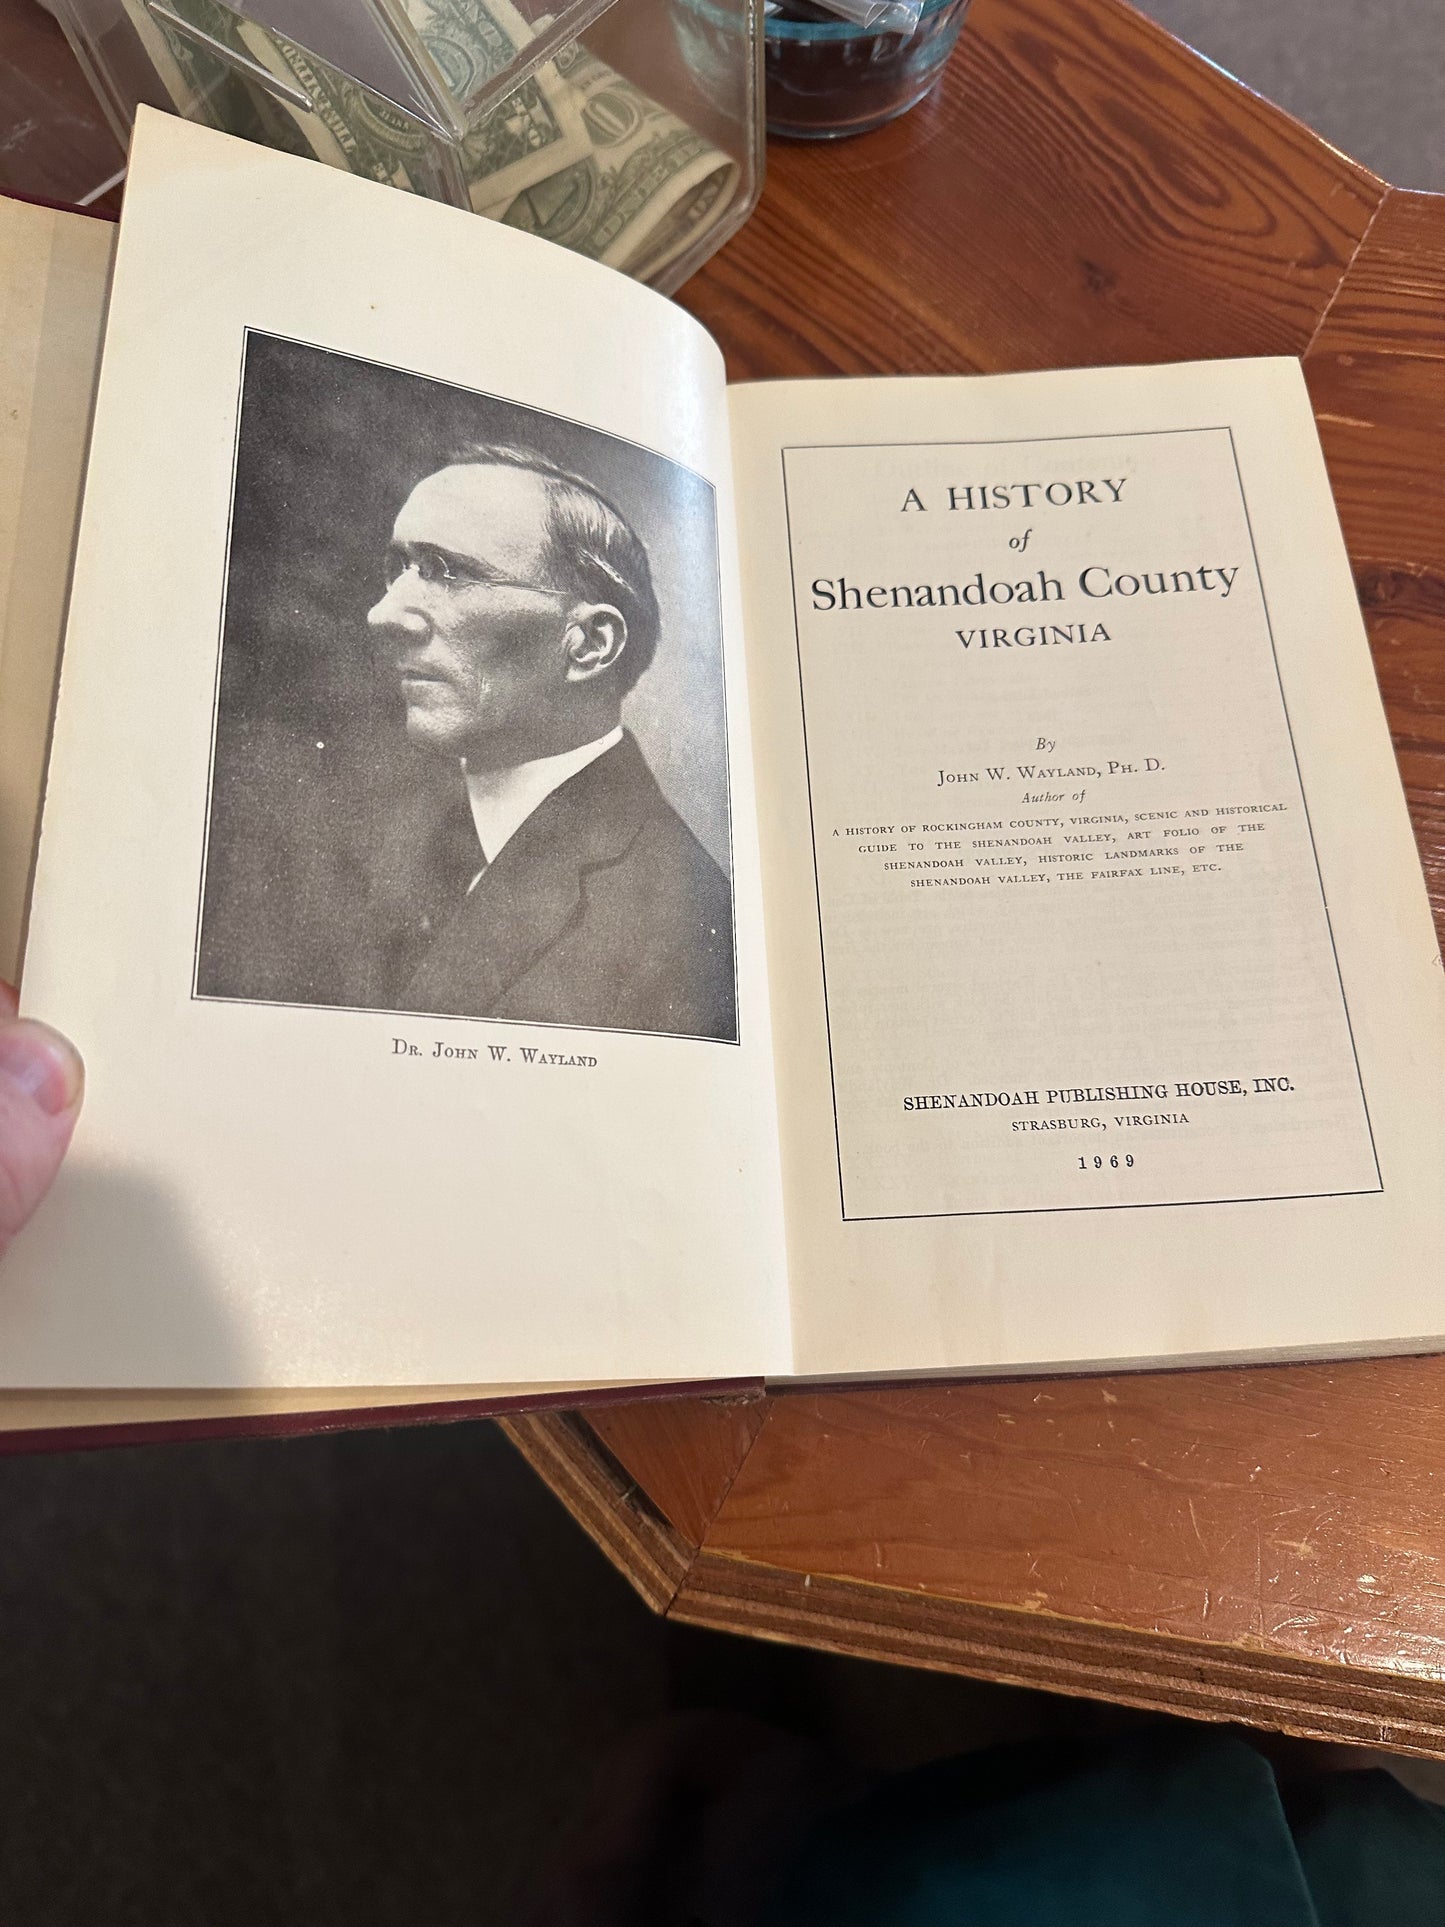 DR. JOHN W. WAYLAND
A HISTORY
of
Shenandoah County
VIRGINIA
By
JOHN W. WAYLAND, PH. D.
Author of
A HISTORY OF ROCKINGHAM COUNTY, VIRGINIA, SCENIC AND HISTORICAL
GUIDE TO THE SHENANDOAH VALLEY, ART FOLIO OF THE
SHENANDOAH VALLEY, HISTORIC LANDMARKS OF THE
SHENANDOAH VALLEY, THE FAIRFAX LINE, ETC.
SHENANDOAH PUBLISHING HOUSE, INC.
STRASBURG, VIRGINIA
1969